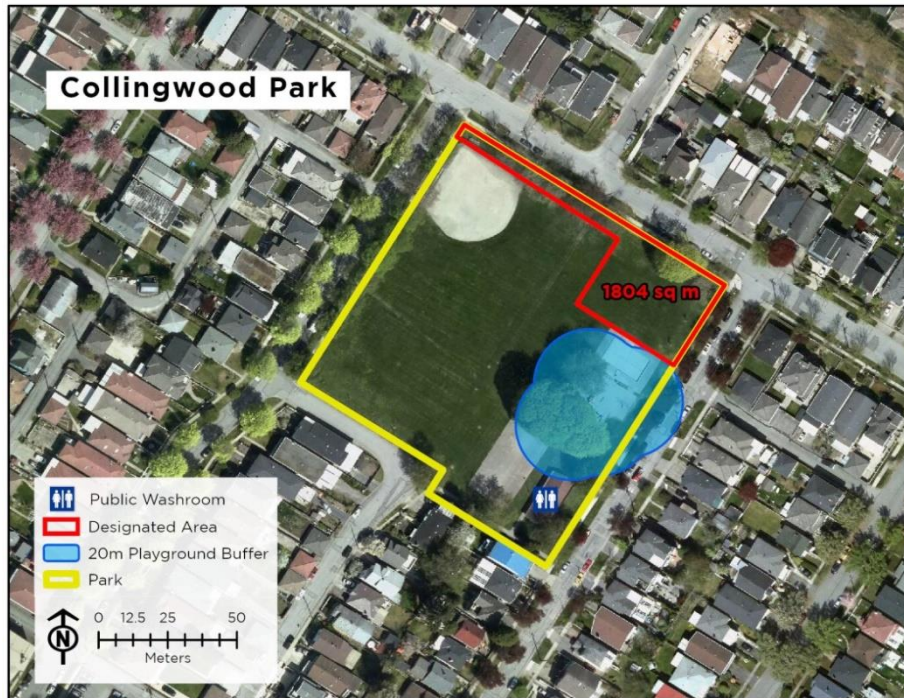 Collingwood Park
1804 sq m
Public Washroom
Designated Area
20m Playground Buffer
Park
N
0 12.5 25 50
Meters